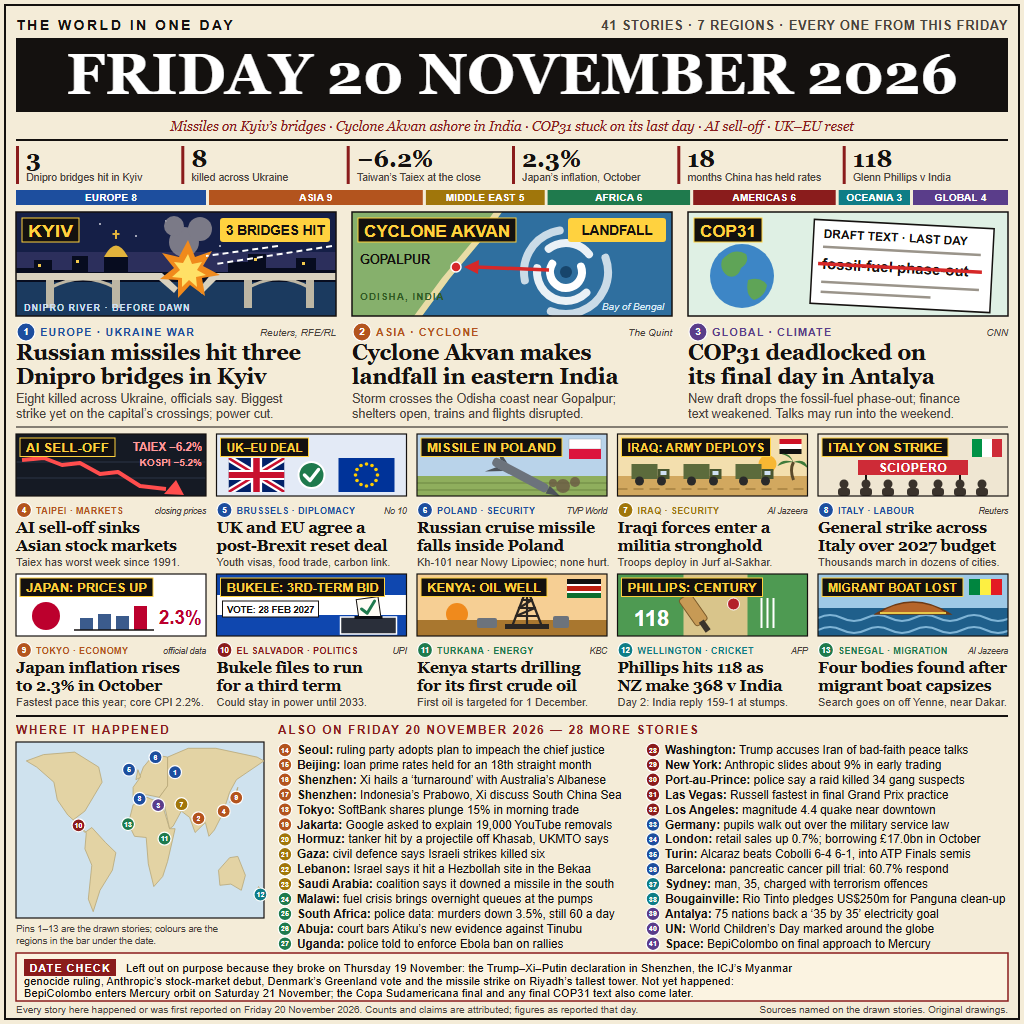 THE WORLD IN ONE DAY
41 STORIES · 7 REGIONS · EVERY ONE FROM THIS FRIDAY
FRIDAY 20 NOVEMBER 2026
Missiles on Kyiv's bridges · Cyclone Akvan ashore in India · COP31 stuck on its last day · AI sell-off · UK–EU reset
3
Dnipro bridges hit in Kyiv
8
killed across Ukraine
−6.2%
Taiwan's Taiex at the close
2.3%
Japan's inflation, October
18
months China has held rates
118
Glenn Phillips v India
EUROPE 8
ASIA 9
MIDDLE EAST 5
AFRICA 6
AMERICAS 6
OCEANIA 3
GLOBAL 4
KYIV
3 BRIDGES HIT
DNIPRO RIVER · BEFORE DAWN
1 EUROPE · UKRAINE WAR
Reuters, RFE/RL
Russian missiles hit three
Dnipro bridges in Kyiv
Eight killed across Ukraine, officials say. Biggest
strike yet on the capital's crossings; power cut.
CYCLONE AKVAN
LANDFALL
GOPALPUR
ODISHA, INDIA
Bay of Bengal
2 ASIA · CYCLONE
The Quint
Cyclone Akvan makes
landfall in eastern India
Storm crosses the Odisha coast near Gopalpur;
shelters open, trains and flights disrupted.
COP31
DRAFT TEXT · LAST DAY
fossil-fuel phase-out
3 GLOBAL · CLIMATE
CNN
COP31 deadlocked on
its final day in Antalya
New draft drops the fossil-fuel phase-out; finance
text weakened. Talks may run into the weekend.
AI SELL-OFF
TAIEX −6.2%
KOSPI −5.2%
4 TAIPEI · MARKETS
closing prices
AI sell-off sinks
Asian stock markets
Taiex has worst week since 1991.
UK–EU DEAL
5 BRUSSELS · DIPLOMACY
No 10
UK and EU agree a
post-Brexit reset deal
Youth visas, food trade, carbon link.
MISSILE IN POLAND
6 POLAND · SECURITY
TVP World
Russian cruise missile
falls inside Poland
Kh-101 near Nowy Lipowiec; none hurt.
IRAQ: ARMY DEPLOYS
7 IRAQ · SECURITY
Al Jazeera
Iraqi forces enter a
militia stronghold
Troops deploy in Jurf al-Sakhar.
ITALY ON STRIKE
SCIOPERO
8 ITALY · LABOUR
Reuters
General strike across
Italy over 2027 budget
Thousands march in dozens of cities.
JAPAN: PRICES UP
2.3%
9 TOKYO · ECONOMY
official data
Japan inflation rises
to 2.3% in October
Fastest pace this year; core CPI 2.2%.
BUKELE: 3RD-TERM BID
VOTE: 28 FEB 2027
10 EL SALVADOR · POLITICS
UPI
Bukele files to run
for a third term
Could stay in power until 2033.
KENYA: OIL WELL
11 TURKANA · ENERGY
KBC
Kenya starts drilling
for its first crude oil
First oil is targeted for 1 December.
PHILLIPS: CENTURY
118
12 WELLINGTON · CRICKET
AFP
Phillips hits 118 as
NZ make 368 v India
Day 2: India reply 159-1 at stumps.
MIGRANT BOAT LOST
13 SENEGAL · MIGRATION
Al Jazeera
Four bodies found after
migrant boat capsizes
Search goes on off Yenne, near Dakar.
WHERE IT HAPPENED
6
5
1
8
3
7
9
4
2
10
13
11
12
Pins 1–13 are the drawn stories; colours are the
regions in the bar under the date.
ALSO ON FRIDAY 20 NOVEMBER 2026 — 28 MORE STORIES
14 Seoul: ruling party adopts plan to impeach the chief justice
15 Beijing: loan prime rates held for an 18th straight month
16 Shenzhen: Xi hails a 'turnaround' with Australia's Albanese
17 Shenzhen: Indonesia's Prabowo, Xi discuss South China Sea
18 Tokyo: SoftBank shares plunge 15% in morning trade
19 Jakarta: Google asked to explain 19,000 YouTube removals
20 Hormuz: tanker hit by a projectile off Khasab, UKMTO says
21 Gaza: civil defence says Israeli strikes killed six
22 Lebanon: Israel says it hit a Hezbollah site in the Bekaa
23 Saudi Arabia: coalition says it downed a missile in the south
24 Malawi: fuel crisis brings overnight queues at the pumps
25 South Africa: police data: murders down 3.5%, still 60 a day
26 Abuja: court bars Atiku's new evidence against Tinubu
27 Uganda: police told to enforce Ebola ban on rallies
28 Washington: Trump accuses Iran of bad-faith peace talks
29 New York: Anthropic slides about 9% in early trading
30 Port-au-Prince: police say a raid killed 34 gang suspects
31 Las Vegas: Russell fastest in final Grand Prix practice
32 Los Angeles: magnitude 4.4 quake near downtown
33 Germany: pupils walk out over the military service law
34 London: retail sales up 0.7%; borrowing £17.0bn in October
35 Turin: Alcaraz beats Cobolli 6-4 6-1, into ATP Finals semis
36 Barcelona: pancreatic cancer pill trial: 60.7% respond
37 Sydney: man, 35, charged with terrorism offences
38 Bougainville: Rio Tinto pledges US$250m for Panguna clean-up
39 Antalya: 75 nations back a '35 by 35' electricity goal
40 UN: World Children's Day marked around the globe
41 Space: BepiColombo on final approach to Mercury
DATE CHECK Left out on purpose because they broke on Thursday 19 November: the Trump–Xi–Putin declaration in Shenzhen, the ICJ's Myanmar
genocide ruling, Anthropic's stock-market debut, Denmark's Greenland vote and the missile strike on Riyadh's tallest tower. Not yet happened:
BepiColombo enters Mercury orbit on Saturday 21 November; the Copa Sudamericana final and any final COP31 text also come later.
Every story here happened or was first reported on Friday 20 November 2026. Counts and claims are attributed; figures as reported that day.
Sources named on the drawn stories. Original drawings.